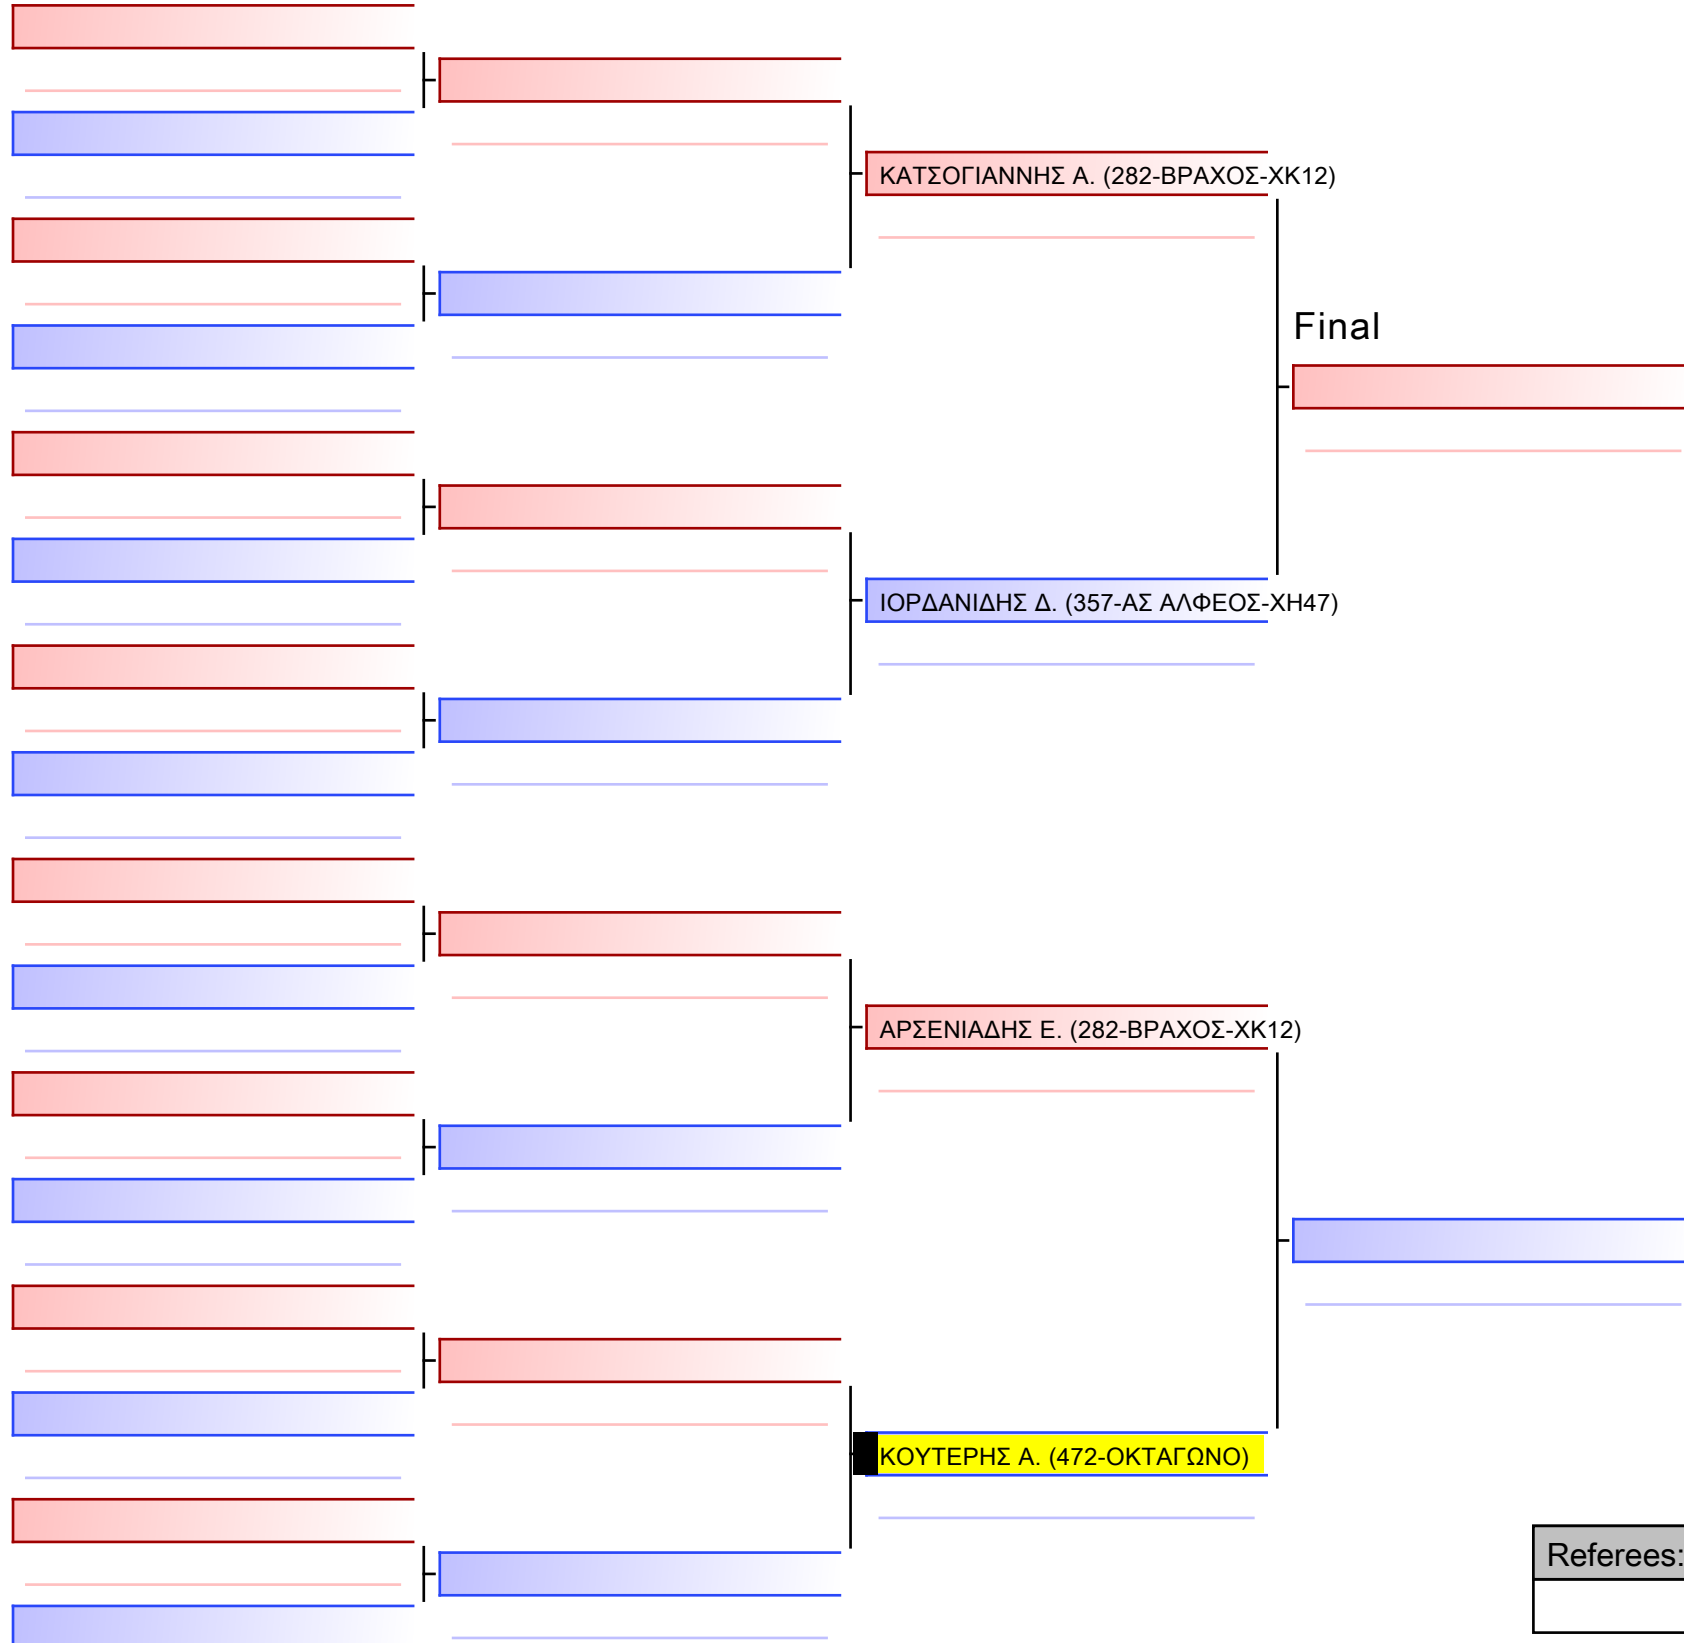 ΚΑΤΣΟΓΙΑΝΝΗΣ Α. (282-ΒΡΑΧΟΣ-ΧΚ12)
Final
ΙΟΡΔΑΝΙΔΗΣ Δ. (357-ΑΣ ΑΛΦΕΟΣ-ΧΗ47)
ΑΡΣΕΝΙΑΔΗΣ Ε. (282-ΒΡΑΧΟΣ-ΧΚ12)
ΚΟΥΤΕΡΗΣ Α. (472-ΟΚΤΑΓΩΝΟ)
Referees: